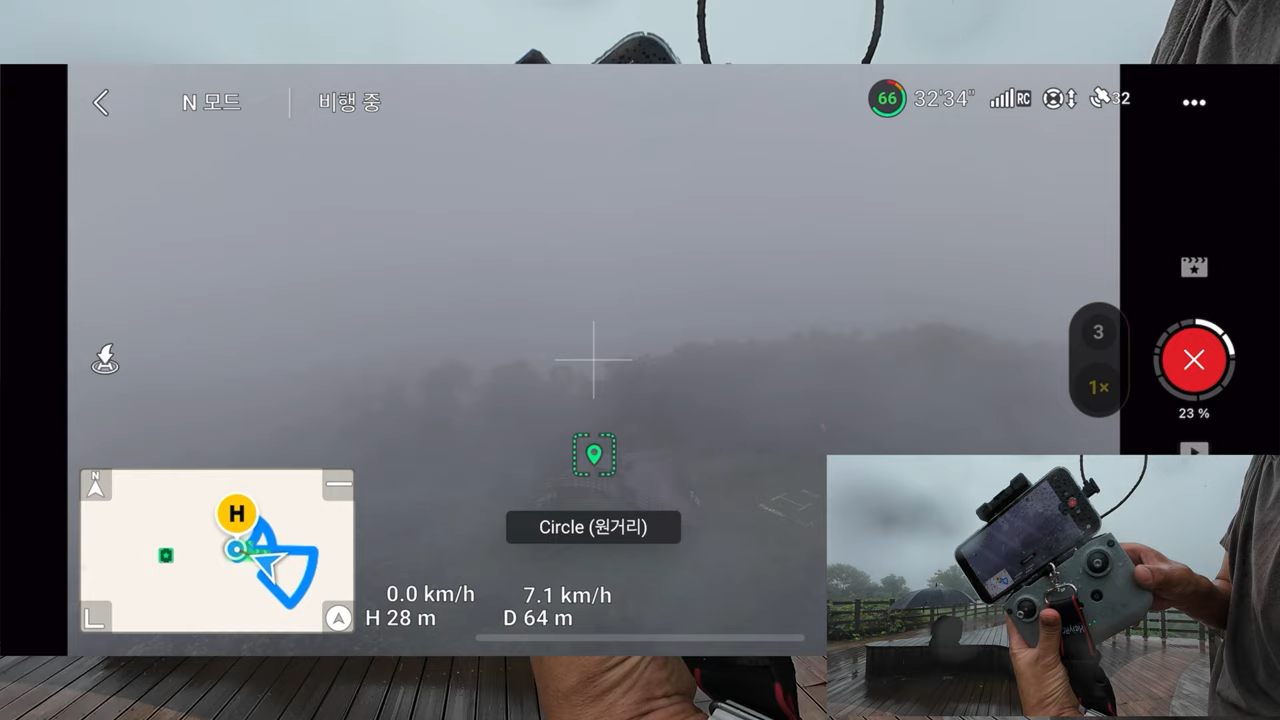 N 모드
비행 중
66
32'34"
RC
32
3
1×
23 %
Circle (원거리)
N
H
0.0 km/h
7.1 km/h
H 28 m
D 64 m